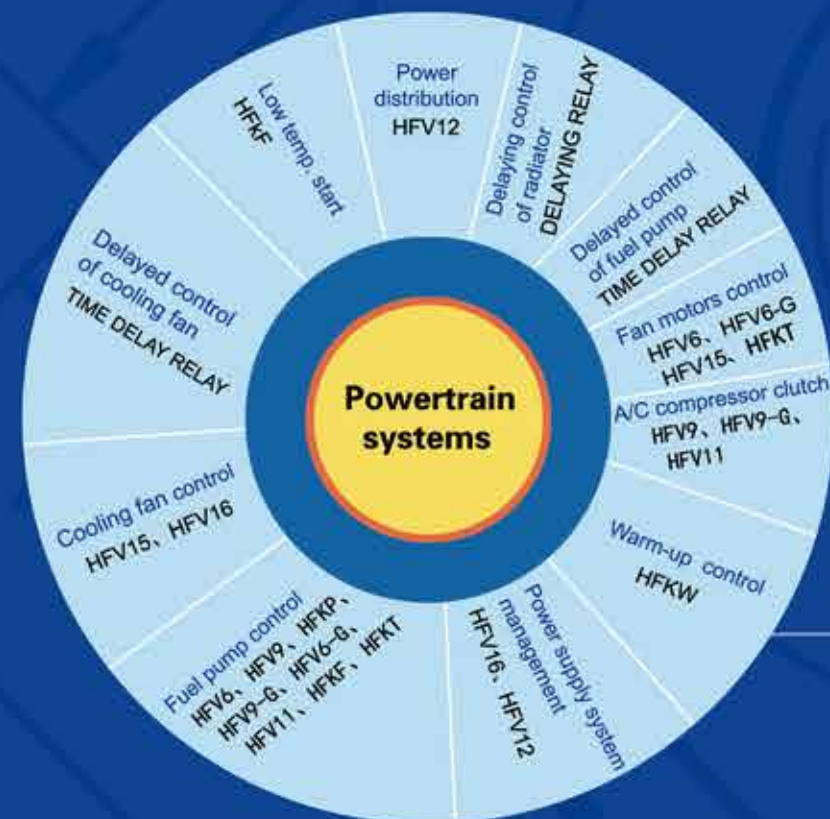 Powertrain
systems
Power
distribution
HFV12
Delaying control
of radiator
DELAYING RELAY
Delayed control
of fuel pump
TIME DELAY RELAY
Fan motors control
HFV6、HFV6-G
HFV15、HFKT
A/C compressor clutch
HFV9、HFV9-G、
HFV11
Warm-up control
HFKW
Power supply system
management
HFV16、HFV12
Fuel pump control
HFV6、HFV9、HFKP、
HFV9-G、HFV6-G、
HFV11、HFKF、HFKT
Cooling fan control
HFV15、HFV16
Delayed control
of cooling fan
TIME DELAY RELAY
Low temp. start
HFkF